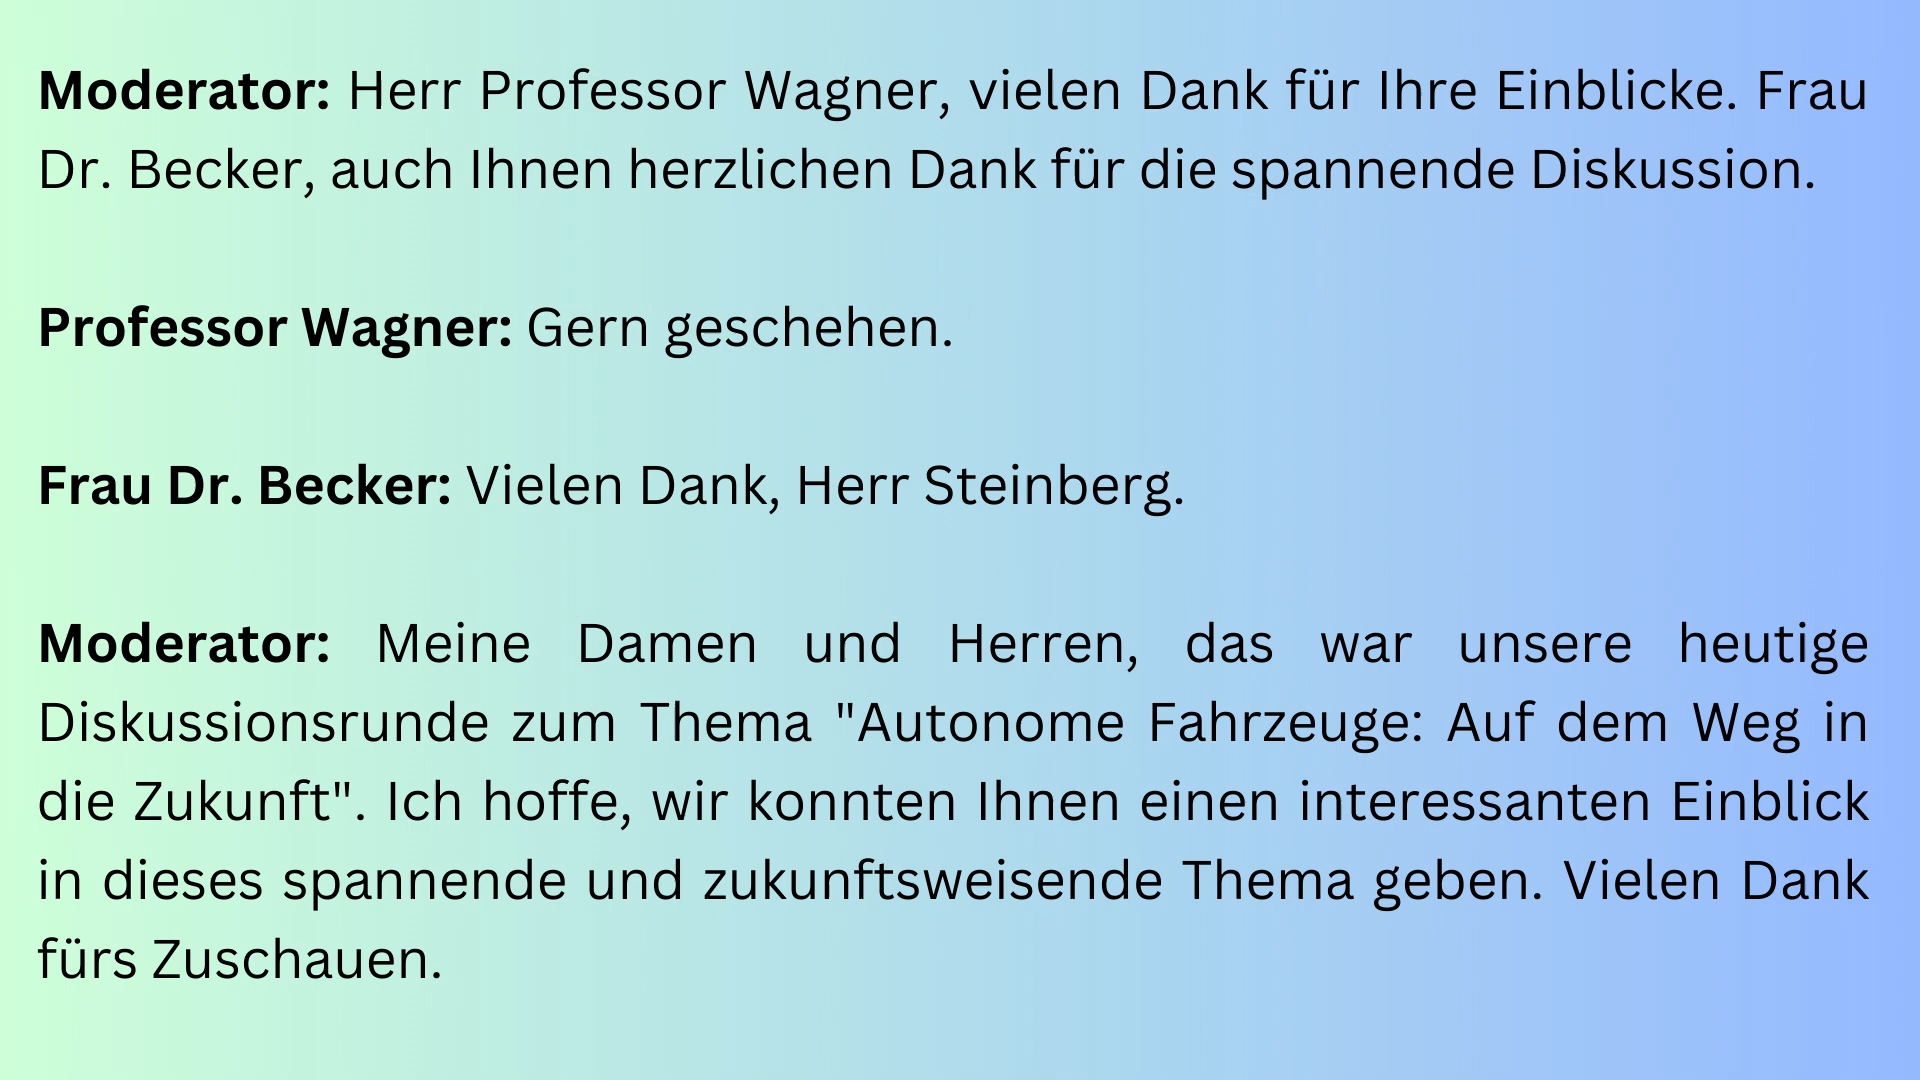 Moderator: Herr Professor Wagner, vielen Dank für Ihre Einblicke. Frau
Dr. Becker, auch Ihnen herzlichen Dank für die spannende Diskussion.
Professor Wagner: Gern geschehen.
Frau Dr. Becker: Vielen Dank, Herr Steinberg.
Moderator: Meine Damen und Herren, das war unsere heutige
Diskussionsrunde zum Thema "Autonome Fahrzeuge: Auf dem Weg in
die Zukunft". Ich hoffe, wir konnten Ihnen einen interessanten Einblick
in dieses spannende und zukunftsweisende Thema geben. Vielen Dank
fürs Zuschauen.